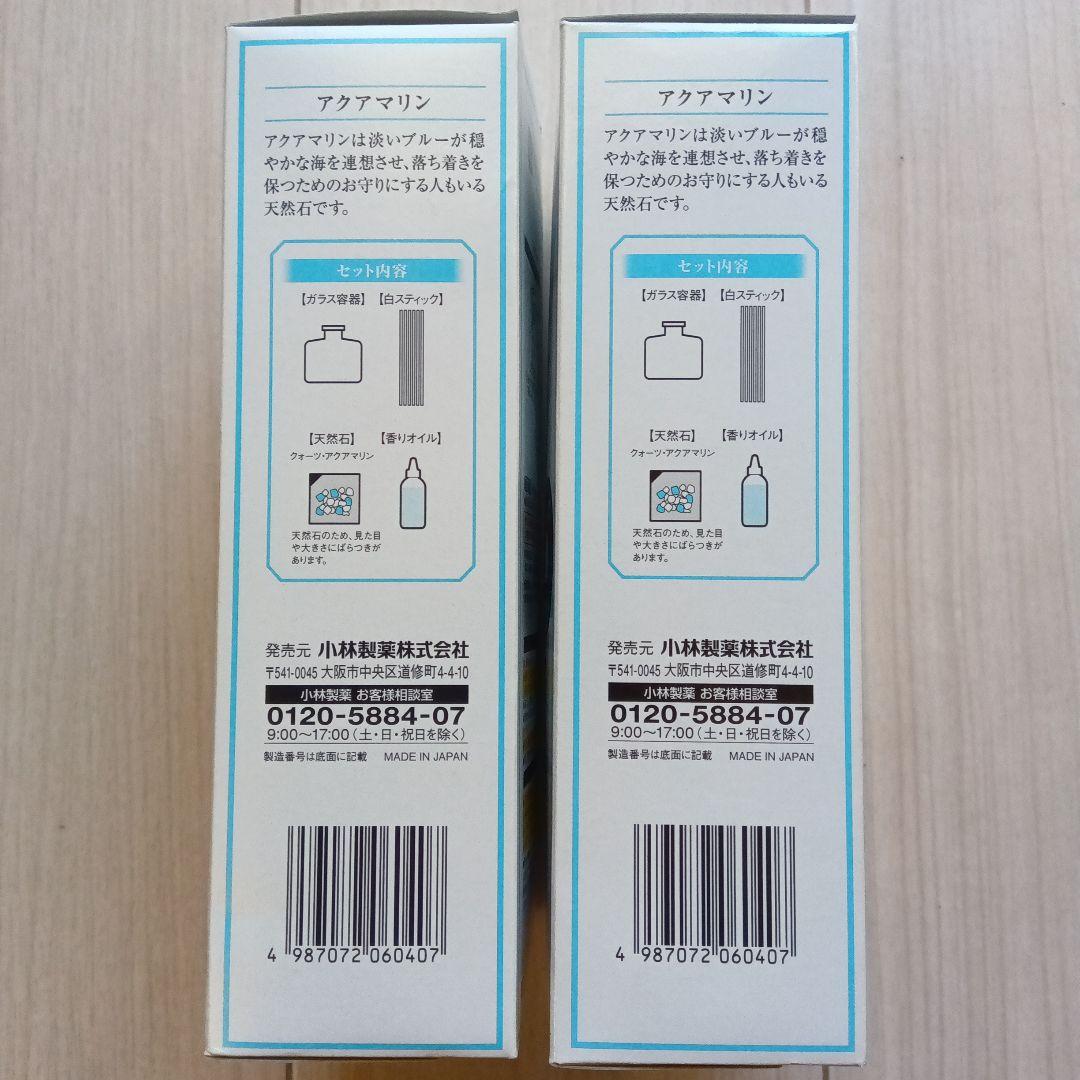 アクアマリン
アクアマリンは淡いブルーが穏
やかな海を連想させ、落ち着きを
保つためのお守りにする人もいる
天然石です。
セット内容
【ガラス容器】 【白スティック】
【天然石】 【香りオイル】
クォーツ・アクアマリン
天然石のため、見た目
や大きさにばらつきが
あります。
発売元 小林製薬株式会社
〒541-0045 大阪市中央区道修町4-4-10
小林製薬 お客様相談室
0120-5884-07
9:00～17:00(土・日・祝日を除く)
製造番号は底面に記載 MADE IN JAPAN
4 987072 060407
アクアマリン
アクアマリンは淡いブルーが穏
やかな海を連想させ、落ち着きを
保つためのお守りにする人もいる
天然石です。
セット内容
【ガラス容器】 【白スティック】
【天然石】 【香りオイル】
クォーツ・アクアマリン
天然石のため、見た目
や大きさにばらつきが
あります。
発売元 小林製薬株式会社
〒541-0045 大阪市中央区道修町4-4-10
小林製薬 お客様相談室
0120-5884-07
9:00～17:00(土・日・祝日を除く)
製造番号は底面に記載 MADE IN JAPAN
4 987072 060407